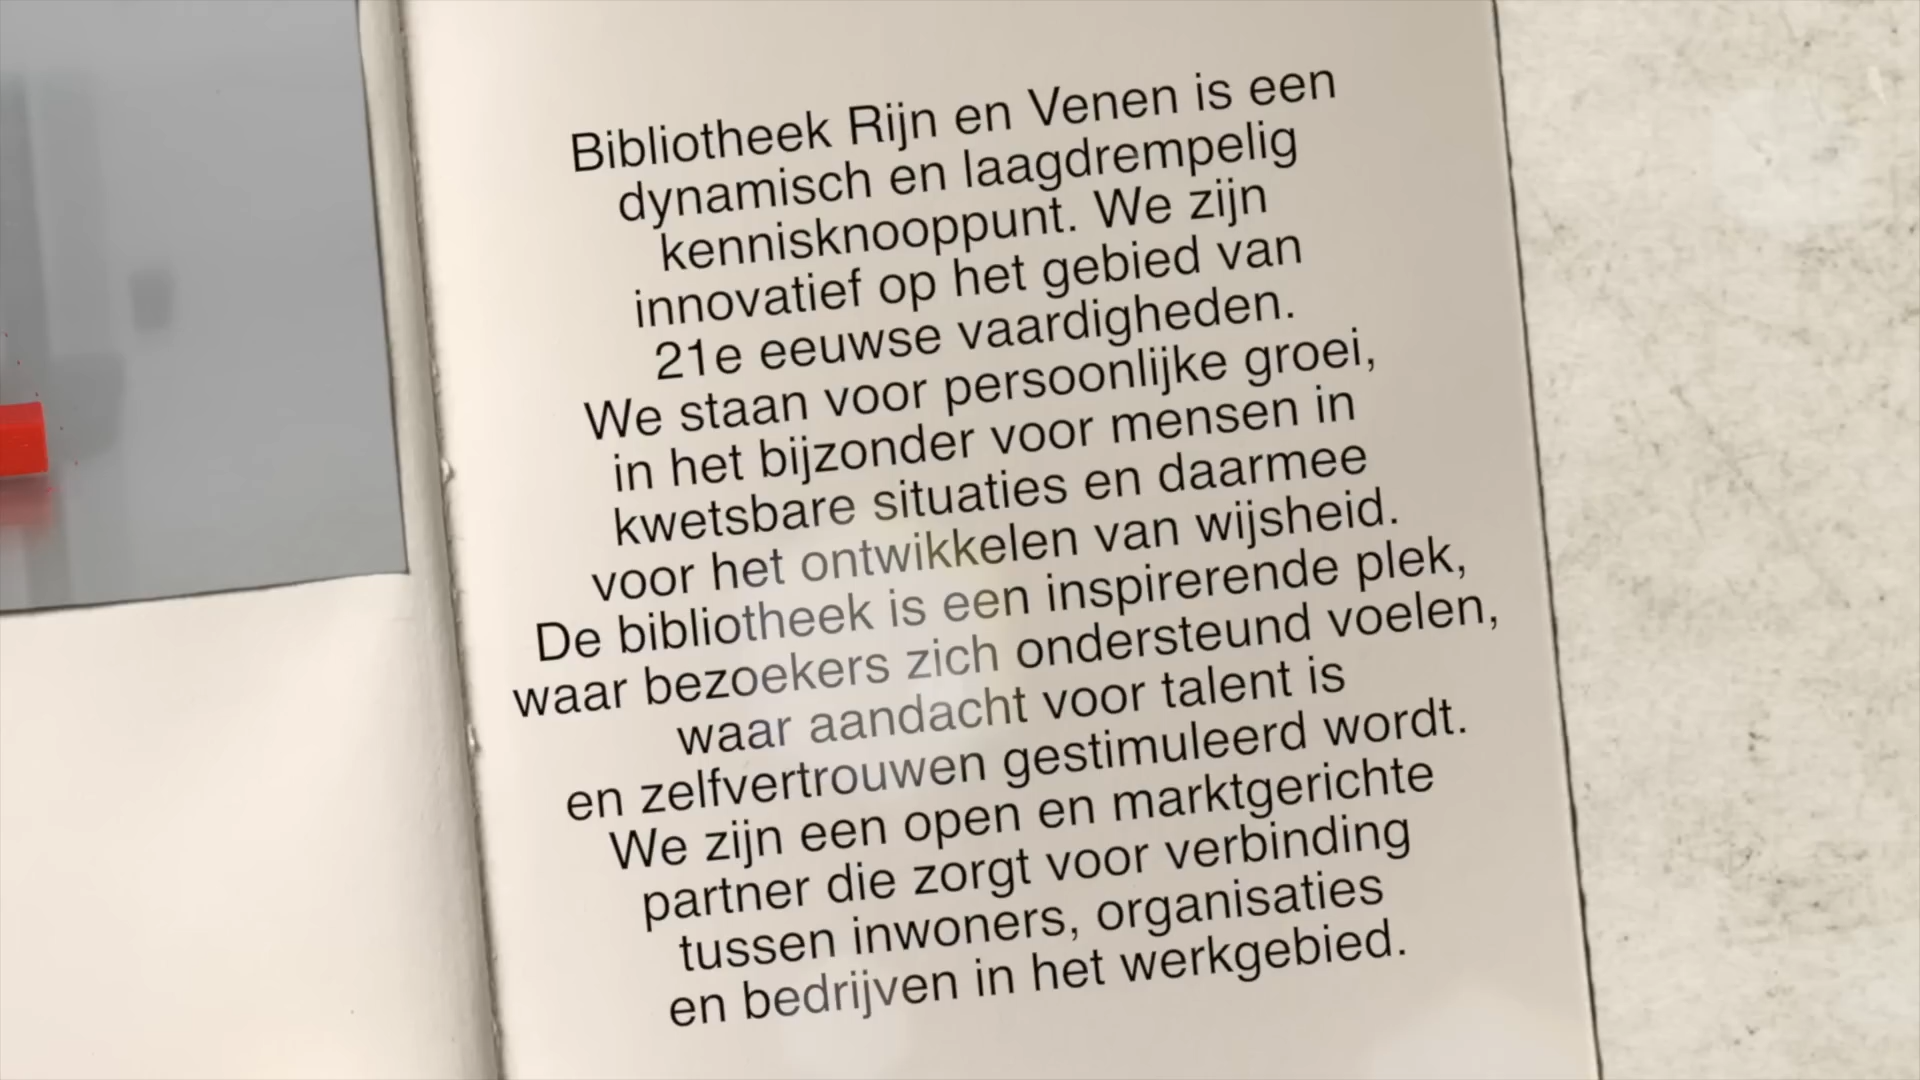 Bibliotheek Rijn en Venen is een
dynamisch en laagdrempelig
kennisknooppunt. We zijn
innovatief op het gebied van
21e eeuwse vaardigheden.
We staan voor persoonlijke groei,
in het bijzonder voor mensen in
kwetsbare situaties en daarmee
voor het ontwikkelen van wijsheid.
De bibliotheek is een inspirerende plek,
waar bezoekers zich ondersteund voelen,
waar aandacht voor talent is
en zelfvertrouwen gestimuleerd wordt.
We zijn een open en marktgerichte
partner die zorgt voor verbinding
tussen inwoners, organisaties
en bedrijven in het werkgebied.